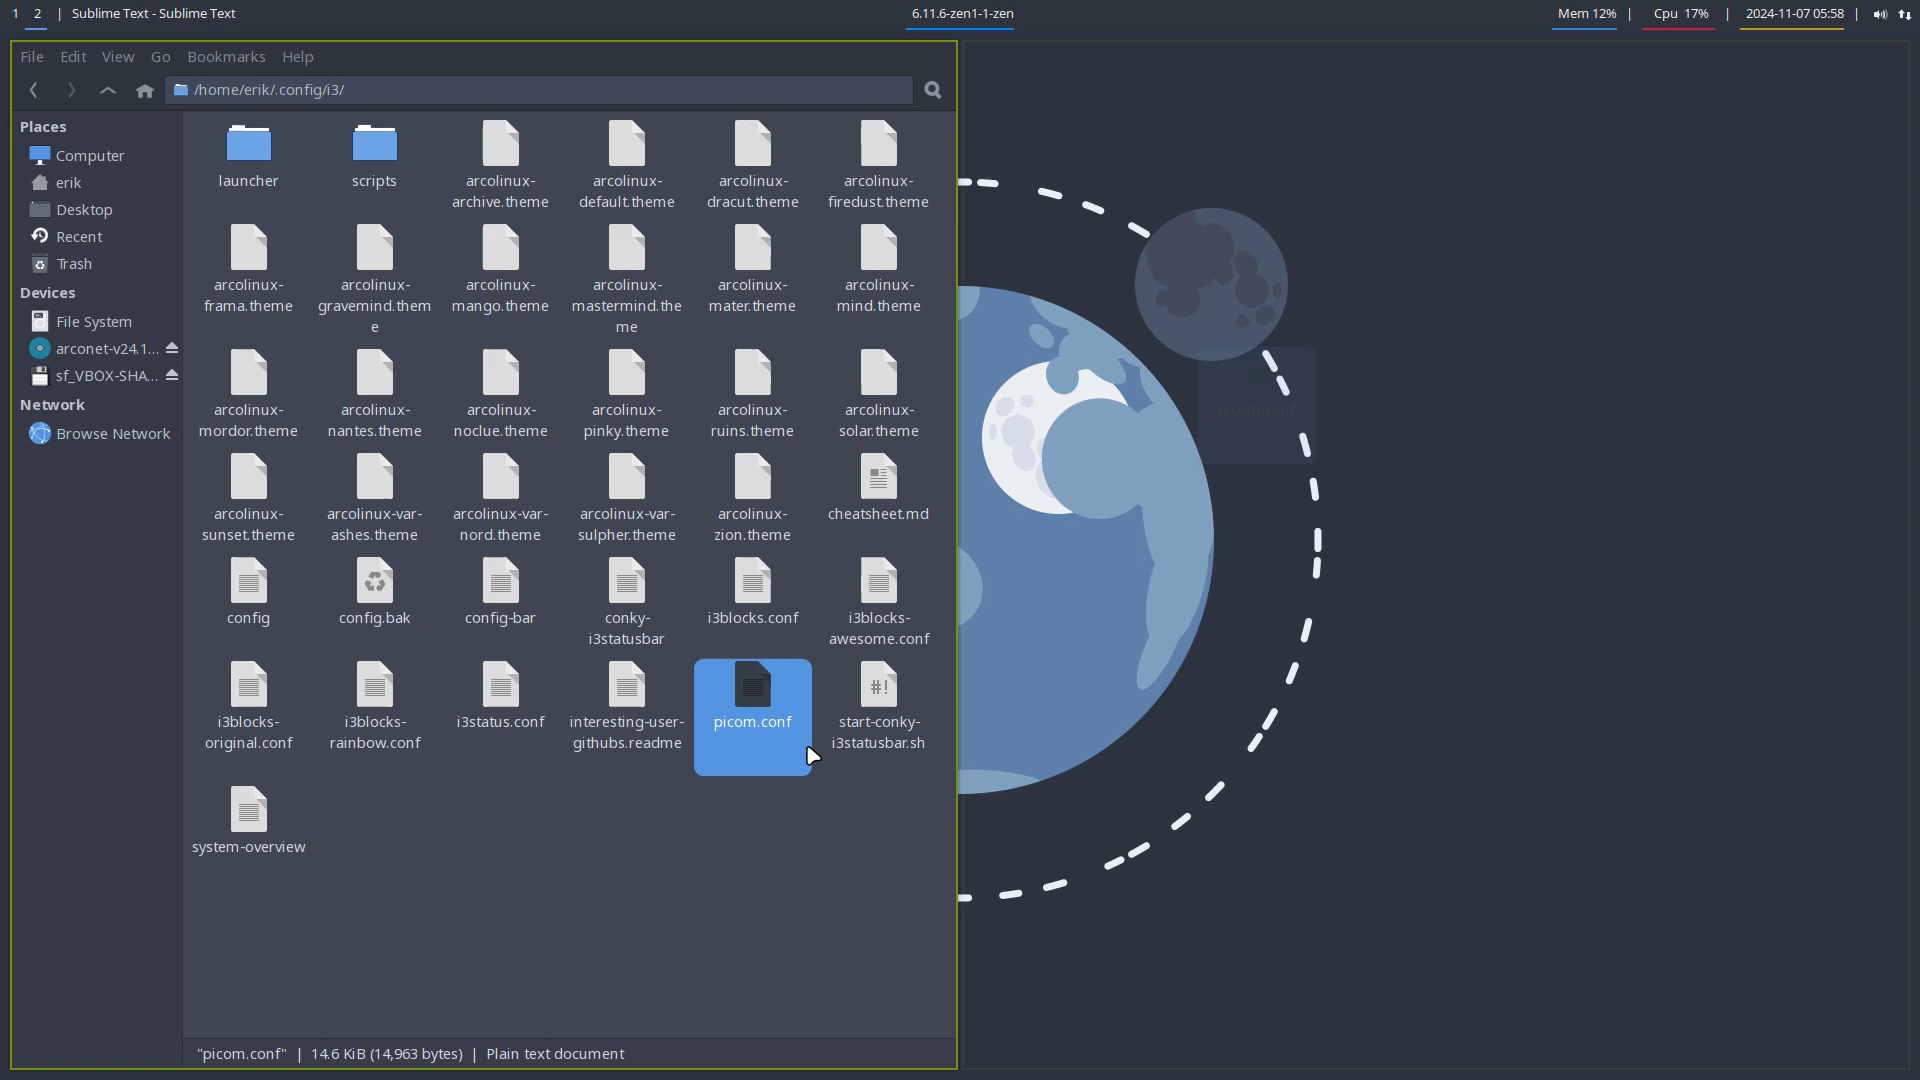 1 2 | Sublime Text - Sublime Text 6.11.6-zen1-1-zen Mem 12% | Cpu 17% | 2024-11-07 05:58 |
File Edit View Go Bookmarks Help
/home/erik/.config/i3/
Places
Computer
erik
Desktop
Recent
Trash
Devices
File System
arconet-v24.1...
sf_VBOX-SHA...
Network
Browse Network
launcher
scripts
arcolinux-
archive.theme
arcolinux-
default.theme
arcolinux-
dracut.theme
arcolinux-
firedust.theme
arcolinux-
frama.theme
arcolinux-
gravemind.them
e
arcolinux-
mango.theme
arcolinux-
mastermind.the
me
arcolinux-
mater.theme
arcolinux-
mind.theme
arcolinux-
mordor.theme
arcolinux-
nantes.theme
arcolinux-
noclue.theme
arcolinux-
pinky.theme
arcolinux-
ruins.theme
arcolinux-
solar.theme
arcolinux-
sunset.theme
arcolinux-var-
ashes.theme
arcolinux-var-
nord.theme
arcolinux-var-
sulpher.theme
arcolinux-
zion.theme
cheatsheet.md
config
config.bak
config-bar
conky-
i3statusbar
i3blocks.conf
i3blocks-
awesome.conf
i3blocks-
original.conf
i3blocks-
rainbow.conf
i3status.conf
interesting-user-
githubs.readme
picom.conf
#!
start-conky-
i3statusbar.sh
system-overview
"picom.conf" | 14.6 KiB (14,963 bytes) | Plain text document
picom.conf